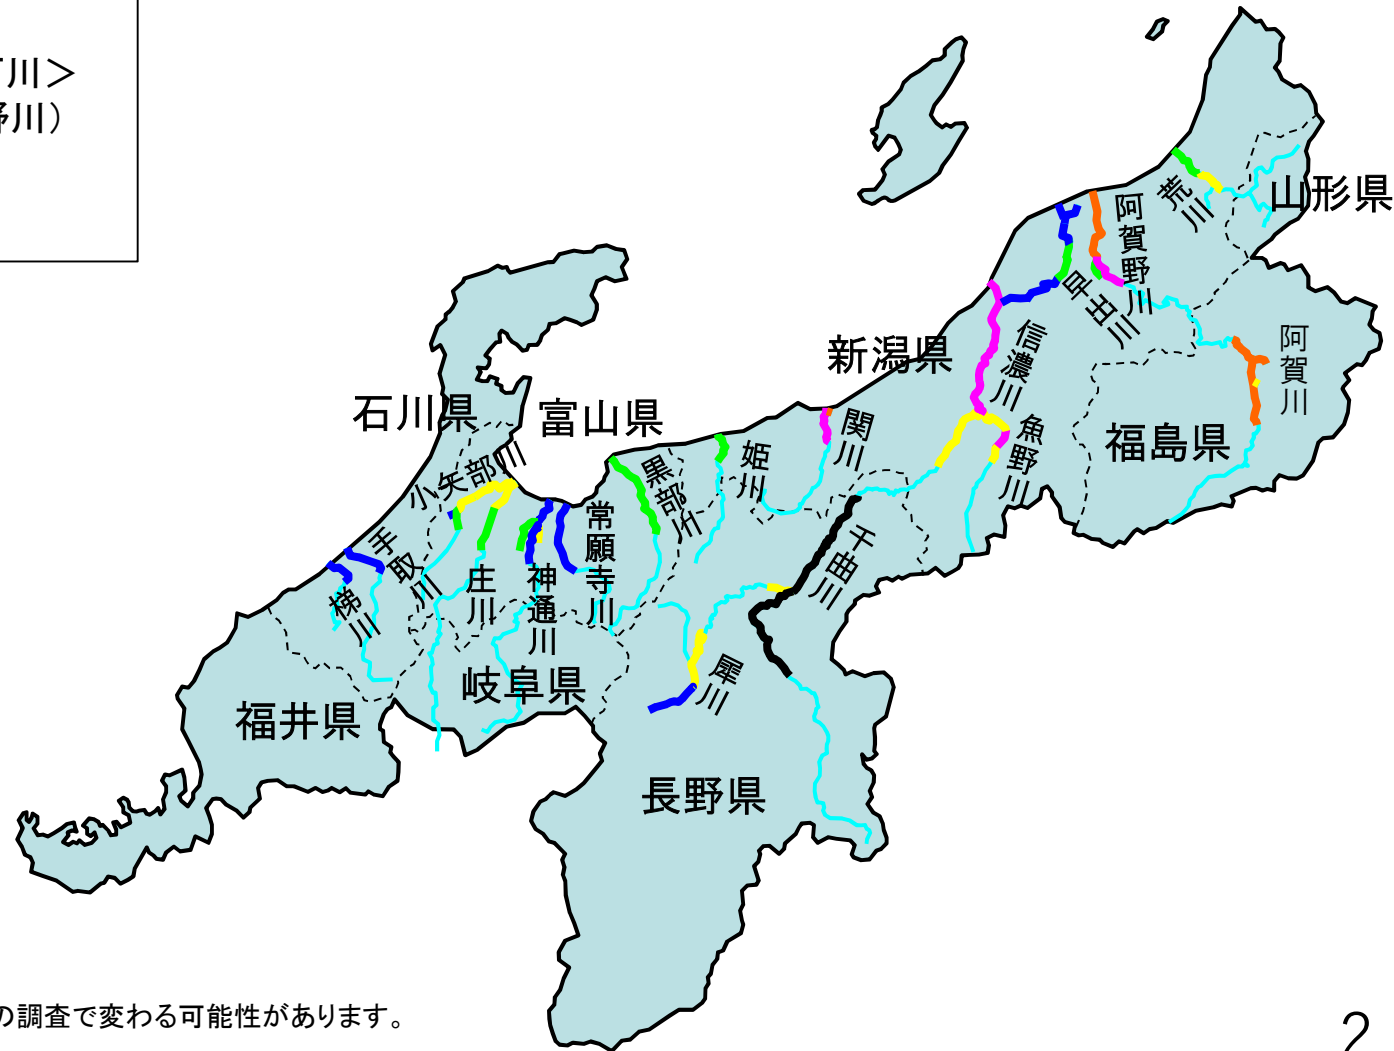 川＞
野川）
山形県
荒川
阿賀野川
早出川
阿賀川
信濃川
新潟県
魚野川
福島県
関川
姫川
石川県
富山県
黒部川
小矢部川
常願寺川
千曲川
手取川
庄川
神通川
梯川
犀川
岐阜県
福井県
長野県
の調査で変わる可能性があります。
2